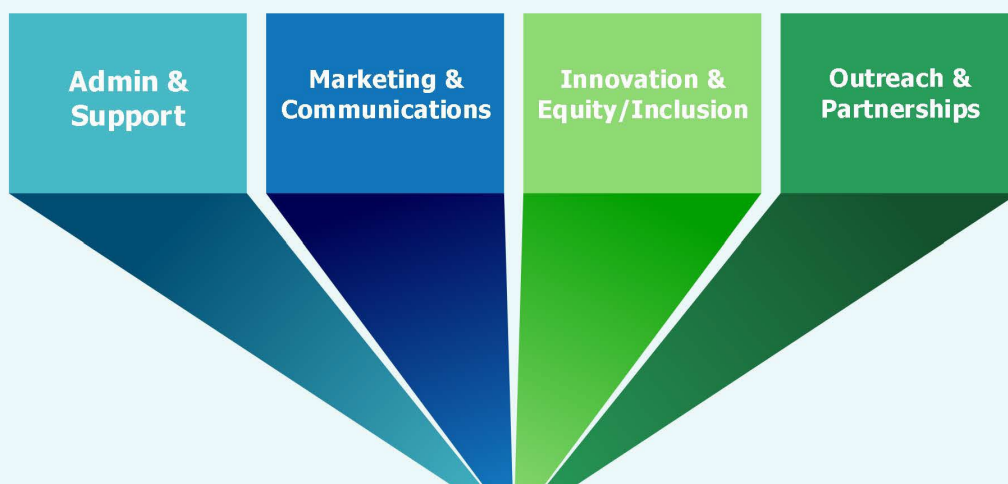 Admin &
Support
Marketing &
Communications
Innovation &
Equity/Inclusion
Outreach &
Partnerships